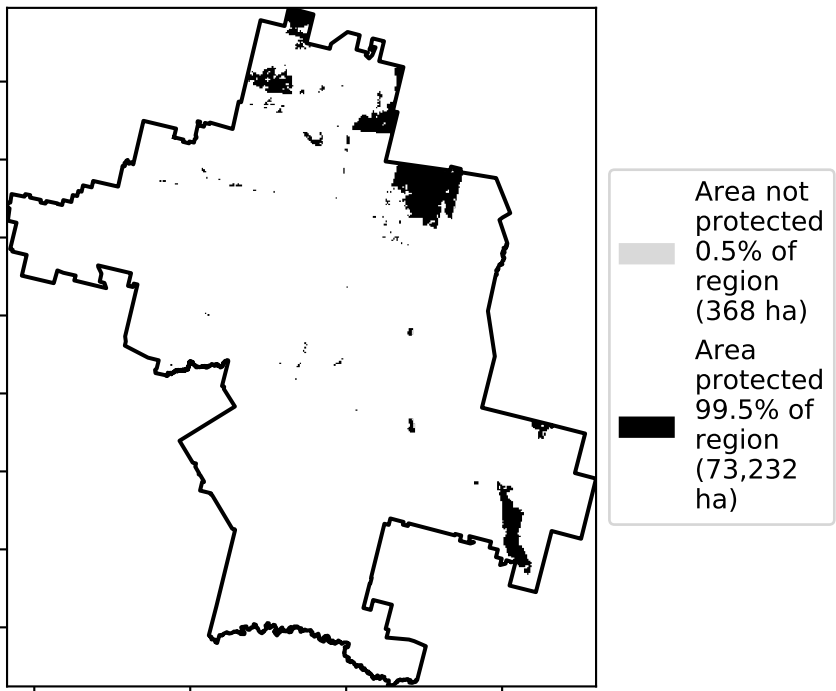 Area not
protected
0.5% of
region
(368 ha)
Area
protected
99.5% of
region
(73,232
ha)